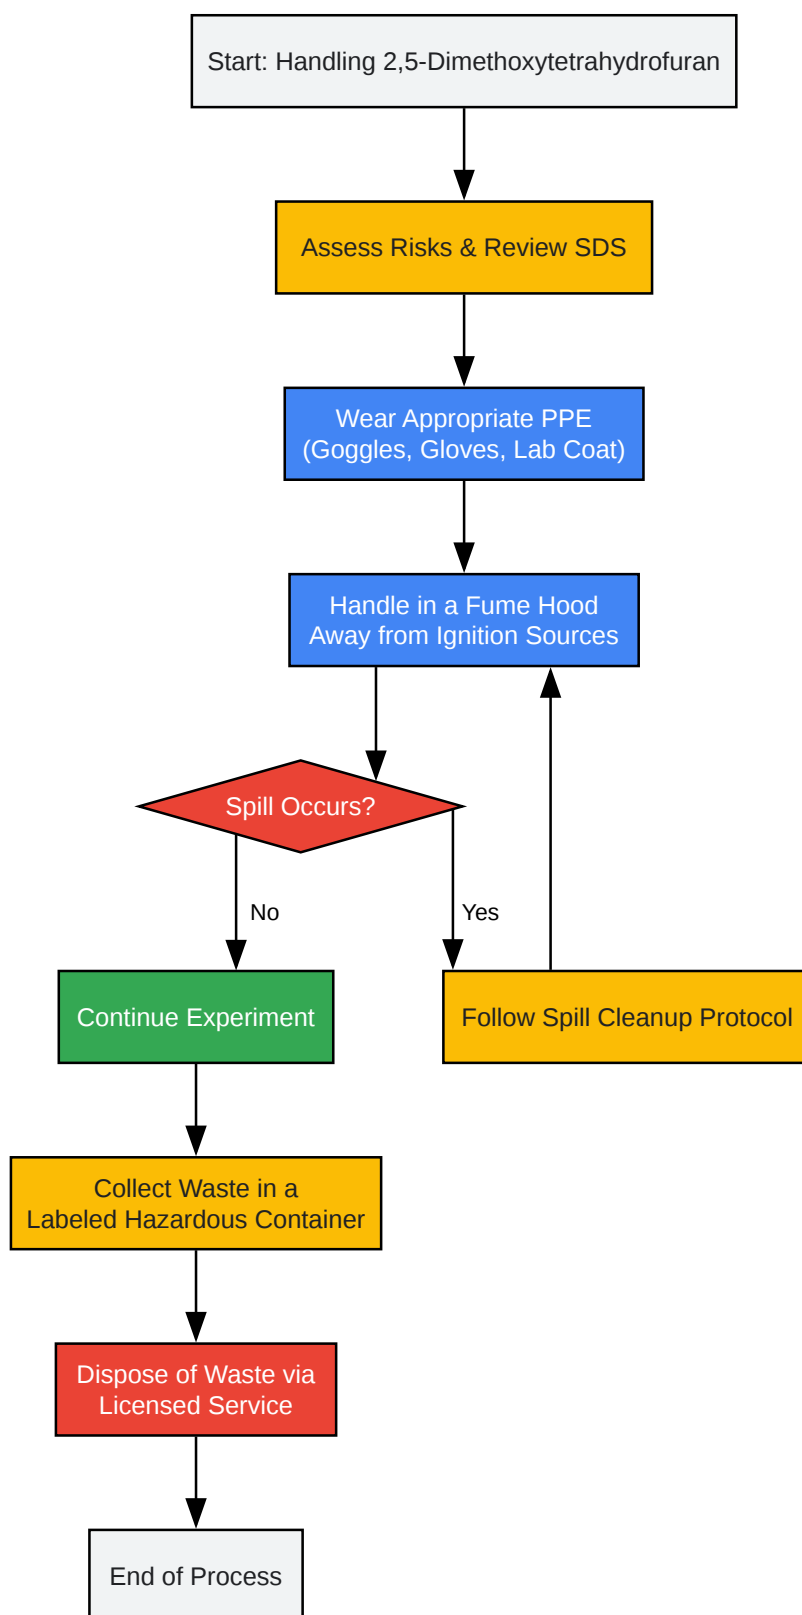 Start: Handling 2,5-Dimethoxytetrahydrofuran
Assess Risks & Review SDS
Wear Appropriate PPE
(Goggles, Gloves, Lab Coat)
Handle in a Fume Hood
Away from Ignition Sources
Spill Occurs?
No
Yes
Continue Experiment
Follow Spill Cleanup Protocol
Collect Waste in a
Labeled Hazardous Container
Dispose of Waste via
Licensed Service
End of Process